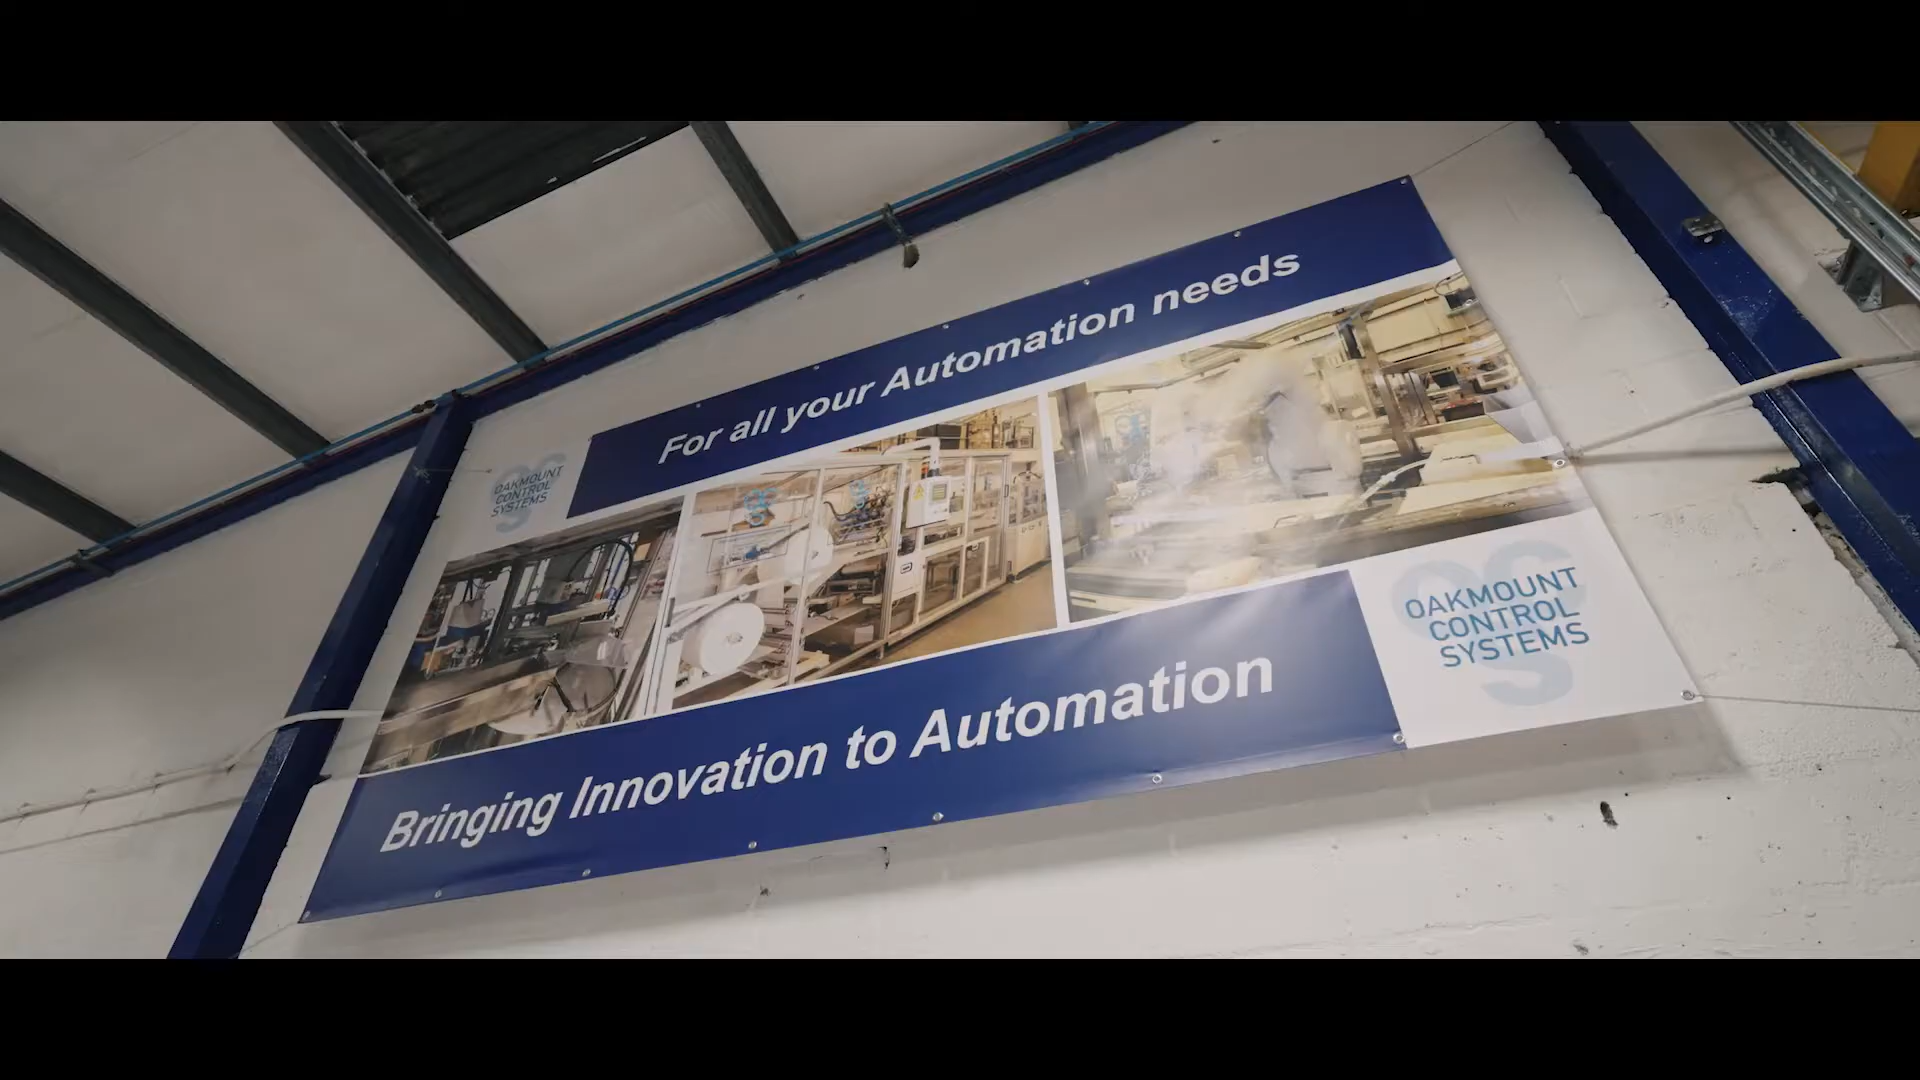 For all your Automation needs
OAKMOUNT
CONTROL
SYSTEMS
Bringing Innovation to Automation
OAKMOUNT
CONTROL
SYSTEMS